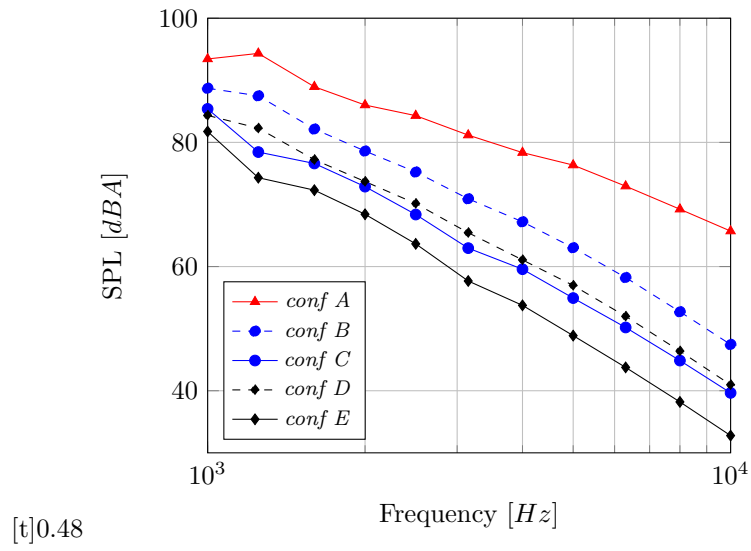 100
80
60
40
SPL [dBA]
conf A
conf B
conf C
conf D
conf E
10^3
10^4
Frequency [Hz]
[t]0.48